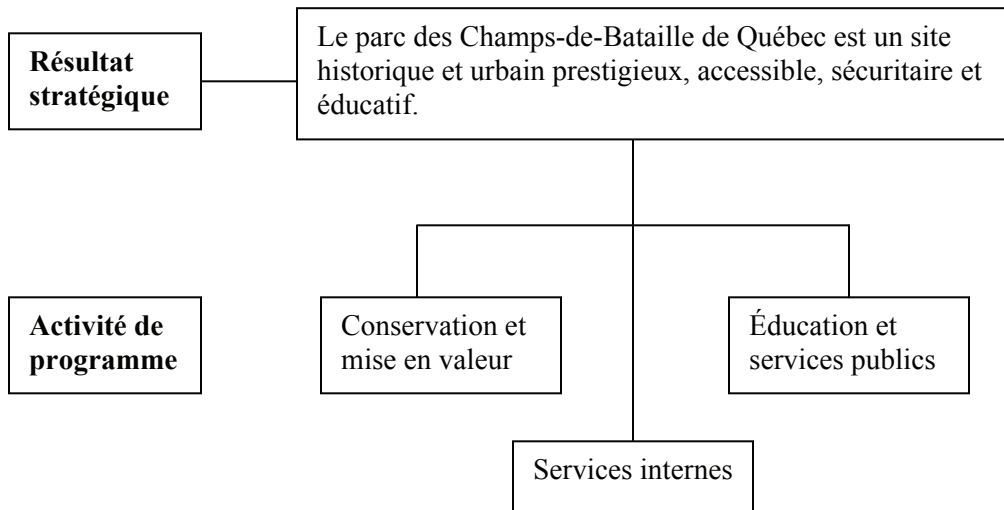 Résultat
stratégique
Le parc des Champs-de-Bataille de Québec est un site
historique et urbain prestigieux, accessible, sécuritaire et
éducatif.
Activité de
programme
Conservation et
mise en valeur
Éducation et
services publics
Services internes